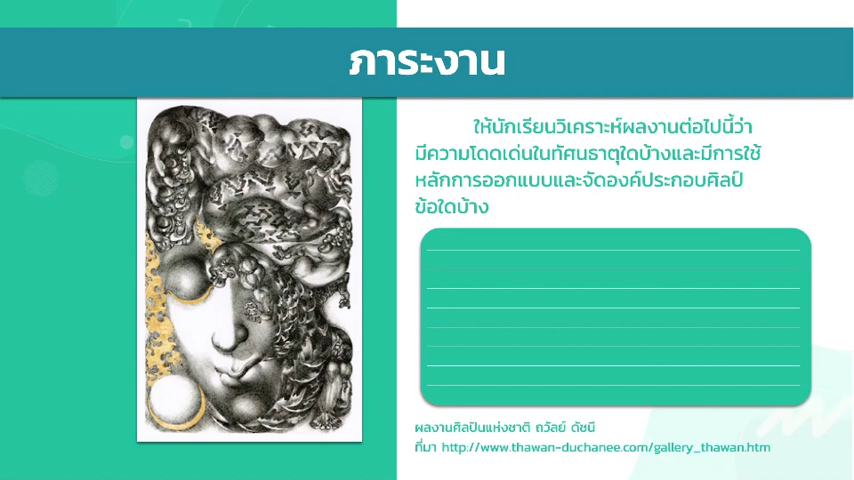 ภาระงาน
ให้นักเรียนวิเคราะห์ผลงานต่อไปนี้ว่า
มีความโดดเด่นในทัศนธาตุใดบ้างและมีการใช้
หลักการออกแบบและจัดองค์ประกอบศิลป์
ข้อใดบ้าง
ผลงานศิลปินแห่งชาติ ถวัลย์ ดัชนี
ที่มา http://www.thawan-duchanee.com/gallery_thawan.htm